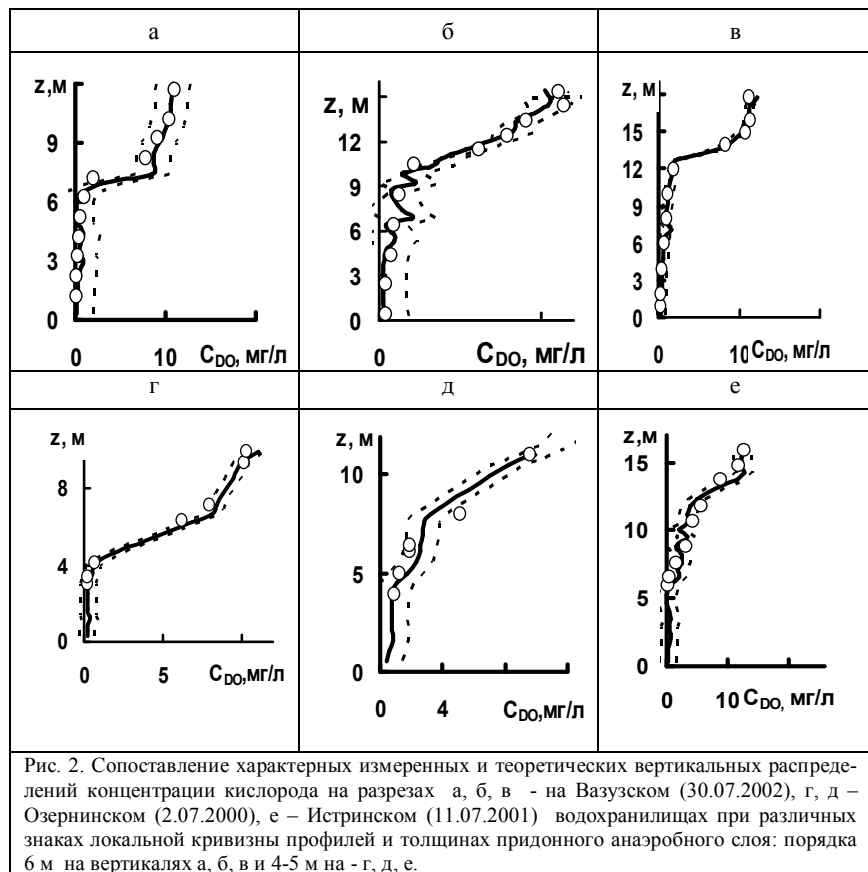 а б в
z,м
9
6
3
0
0 10 C_DO, мг/л
z, м
15
12
9
6
3
0
0 C_DO, мг/л
z,м
18
15
12
9
6
3
0
0 10 C_DO, мг/л
г д е
z, м
8
4
0
0 5 C_DO,мг/л
z, м
10
5
0
0 4 C_DO,мг/л
z,м
15
10
5
0
0 10 C_DO, мг/л
Рис. 2. Сопоставление характерных измеренных и теоретических вертикальных распреде-
лений концентрации кислорода на разрезах а, б, в - на Вазузском (30.07.2002), г, д –
Озернинском (2.07.2000), е – Истринском (11.07.2001) водохранилищах при различных
знаках локальной кривизны профилей и толщинах придонного анаэробного слоя: порядка
6 м на вертикалях а, б, в и 4-5 м на - г, д, е.